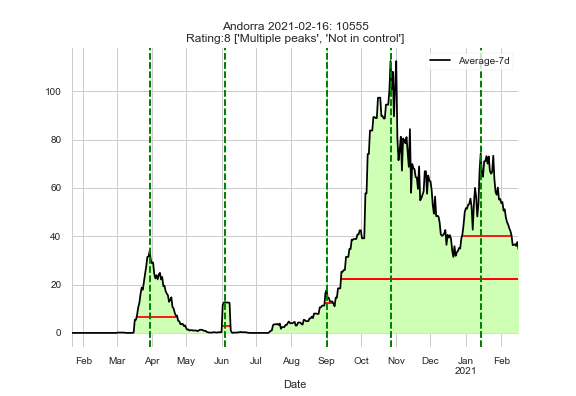 Andorra 2021-02-16: 10555
Rating:8 ['Multiple peaks', 'Not in control']
Average-7d
100
80
60
40
20
0
Feb Mar Apr May Jun Jul Aug Sep Oct Nov Dec Jan Feb
2021
Date